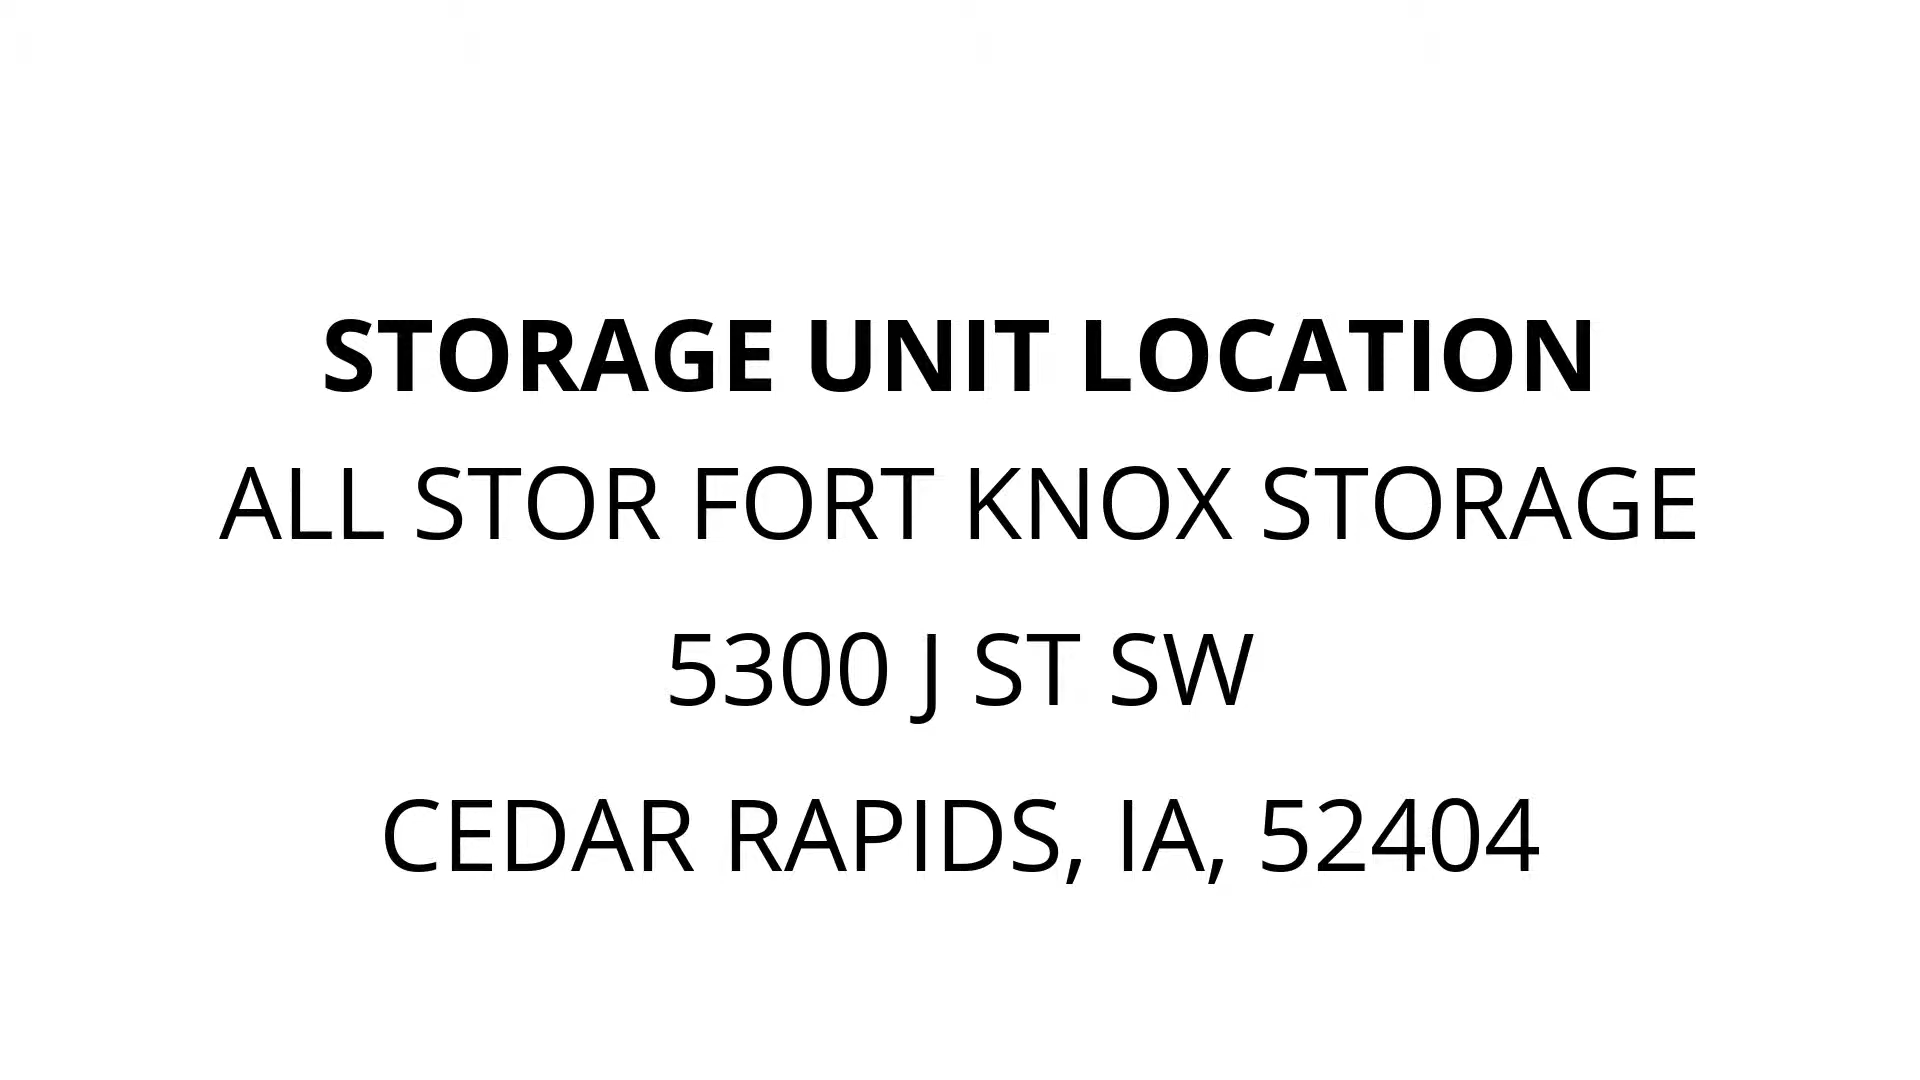 STORAGE UNIT LOCATION
ALL STOR FORT KNOX STORAGE
5300 J ST SW
CEDAR RAPIDS, IA, 52404